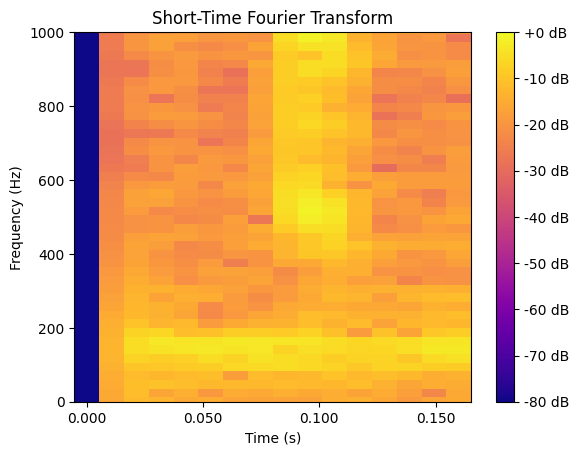 Short-Time Fourier Transform
1000
800
600
400
200
0
Frequency (Hz)
0.000
0.050
0.100
0.150
Time (s)
+0 dB
-10 dB
-20 dB
-30 dB
-40 dB
-50 dB
-60 dB
-70 dB
-80 dB